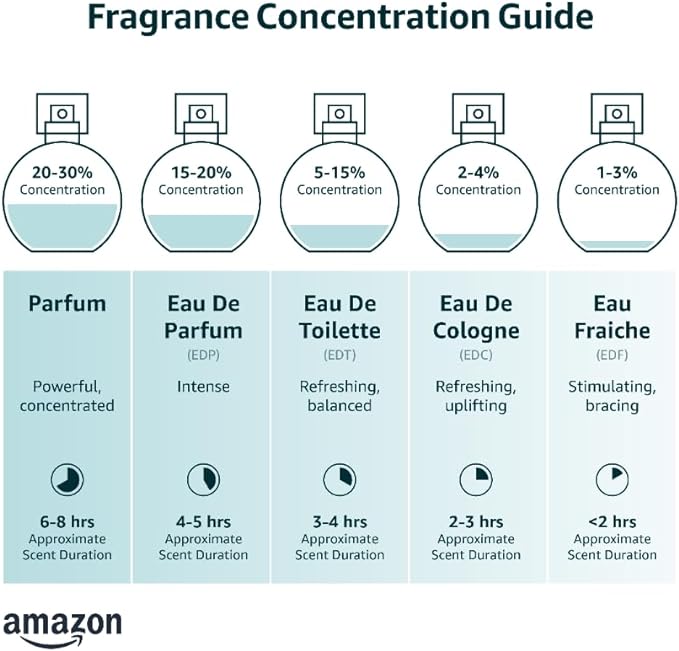 Fragrance Concentration Guide
20-30%
Concentration
15-20%
Concentration
5-15%
Concentration
2-4%
Concentration
1-3%
Concentration
Parfum
Powerful,
concentrated
6-8 hrs
Approximate
Scent Duration
Eau De
Parfum
(EDP)
Intense
4-5 hrs
Approximate
Scent Duration
Eau De
Toilette
(EDT)
Refreshing,
balanced
3-4 hrs
Approximate
Scent Duration
Eau De
Cologne
(EDC)
Refreshing,
uplifting
2-3 hrs
Approximate
Scent Duration
Eau
Fraiche
(EDF)
Stimulating,
bracing
<2 hrs
Approximate
Scent Duration
amazon